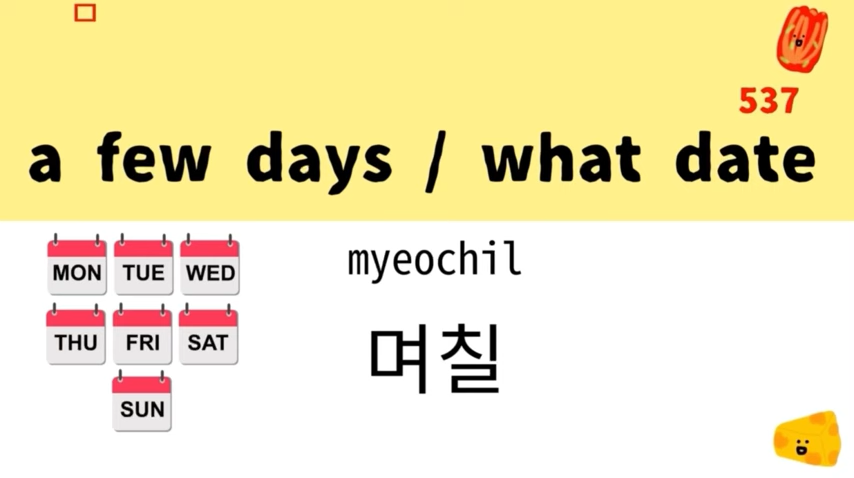 537
a few days / what date
myeochil
며칠
MON TUE WED
THU FRI SAT
SUN